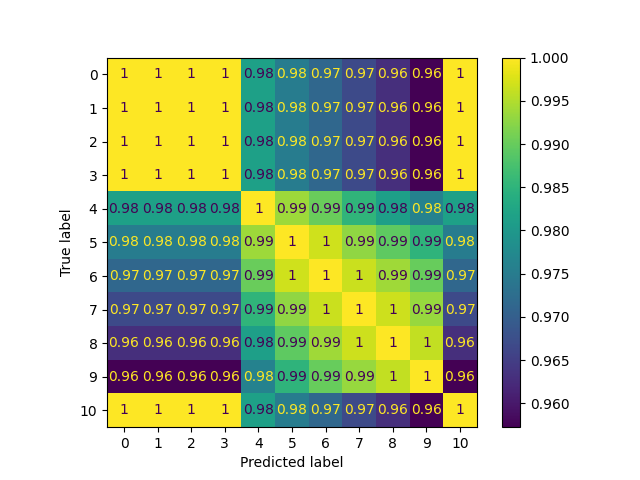 0 1 1 1 1 0.98 0.98 0.97 0.97 0.96 0.96 1
1 1 1 1 1 0.98 0.98 0.97 0.97 0.96 0.96 1
2 1 1 1 1 0.98 0.98 0.97 0.97 0.96 0.96 1
3 1 1 1 1 0.98 0.98 0.97 0.97 0.96 0.96 1
4 0.98 0.98 0.98 0.98 1 0.99 0.99 0.99 0.98 0.98 0.98
5 0.98 0.98 0.98 0.98 0.99 1 1 0.99 0.99 0.99 0.98
6 0.97 0.97 0.97 0.97 0.99 1 1 1 0.99 0.99 0.97
7 0.97 0.97 0.97 0.97 0.99 0.99 1 1 1 0.99 0.97
8 0.96 0.96 0.96 0.96 0.98 0.99 0.99 1 1 1 0.96
9 0.96 0.96 0.96 0.96 0.98 0.99 0.99 0.99 1 1 0.96
10 1 1 1 1 0.98 0.98 0.97 0.97 0.96 0.96 1
0 1 2 3 4 5 6 7 8 9 10
Predicted label
True label
1.000
0.995
0.990
0.985
0.980
0.975
0.970
0.965
0.960